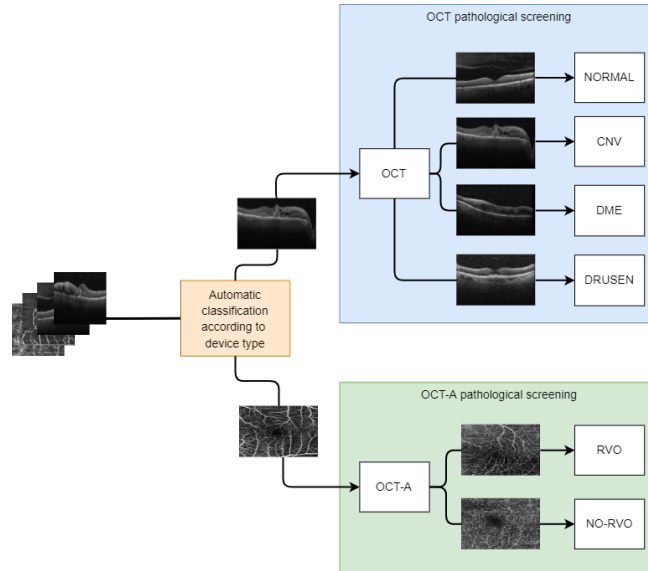 OCT pathological screening
NORMAL
CNV
OCT
DME
DRUSEN
Automatic
classification
according to
device type
OCT-A pathological screening
RVO
OCT-A
NO-RVO